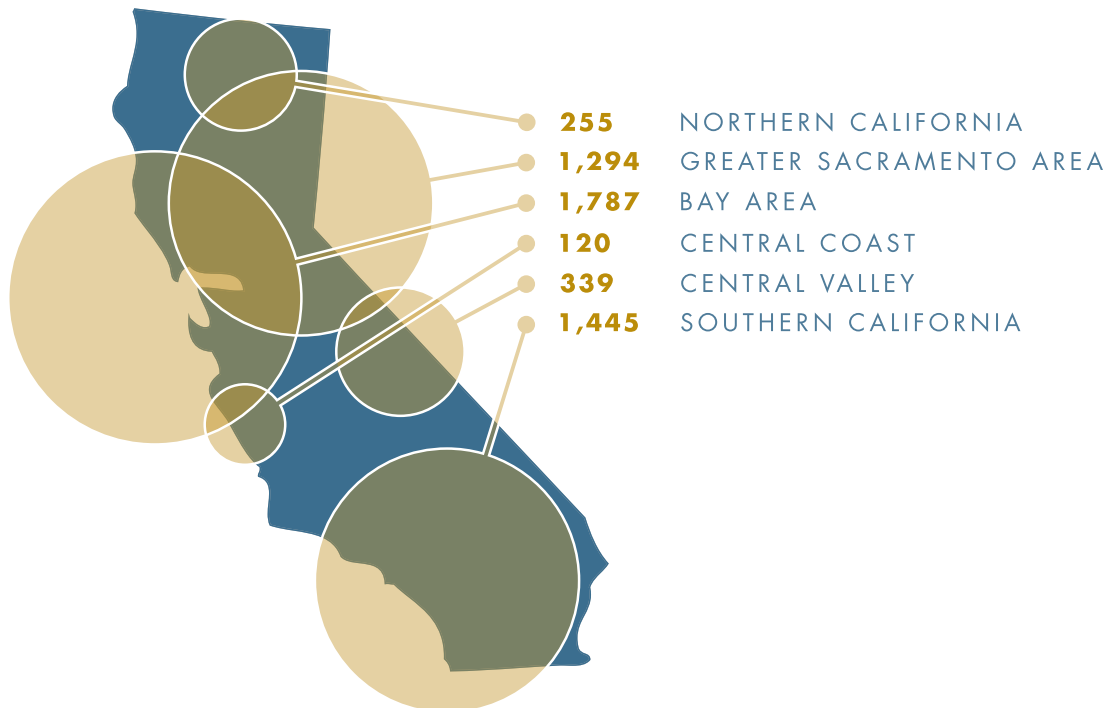 255 NORTHERN CALIFORNIA
1,294 GREATER SACRAMENTO AREA
1,787 BAY AREA
120 CENTRAL COAST
339 CENTRAL VALLEY
1,445 SOUTHERN CALIFORNIA